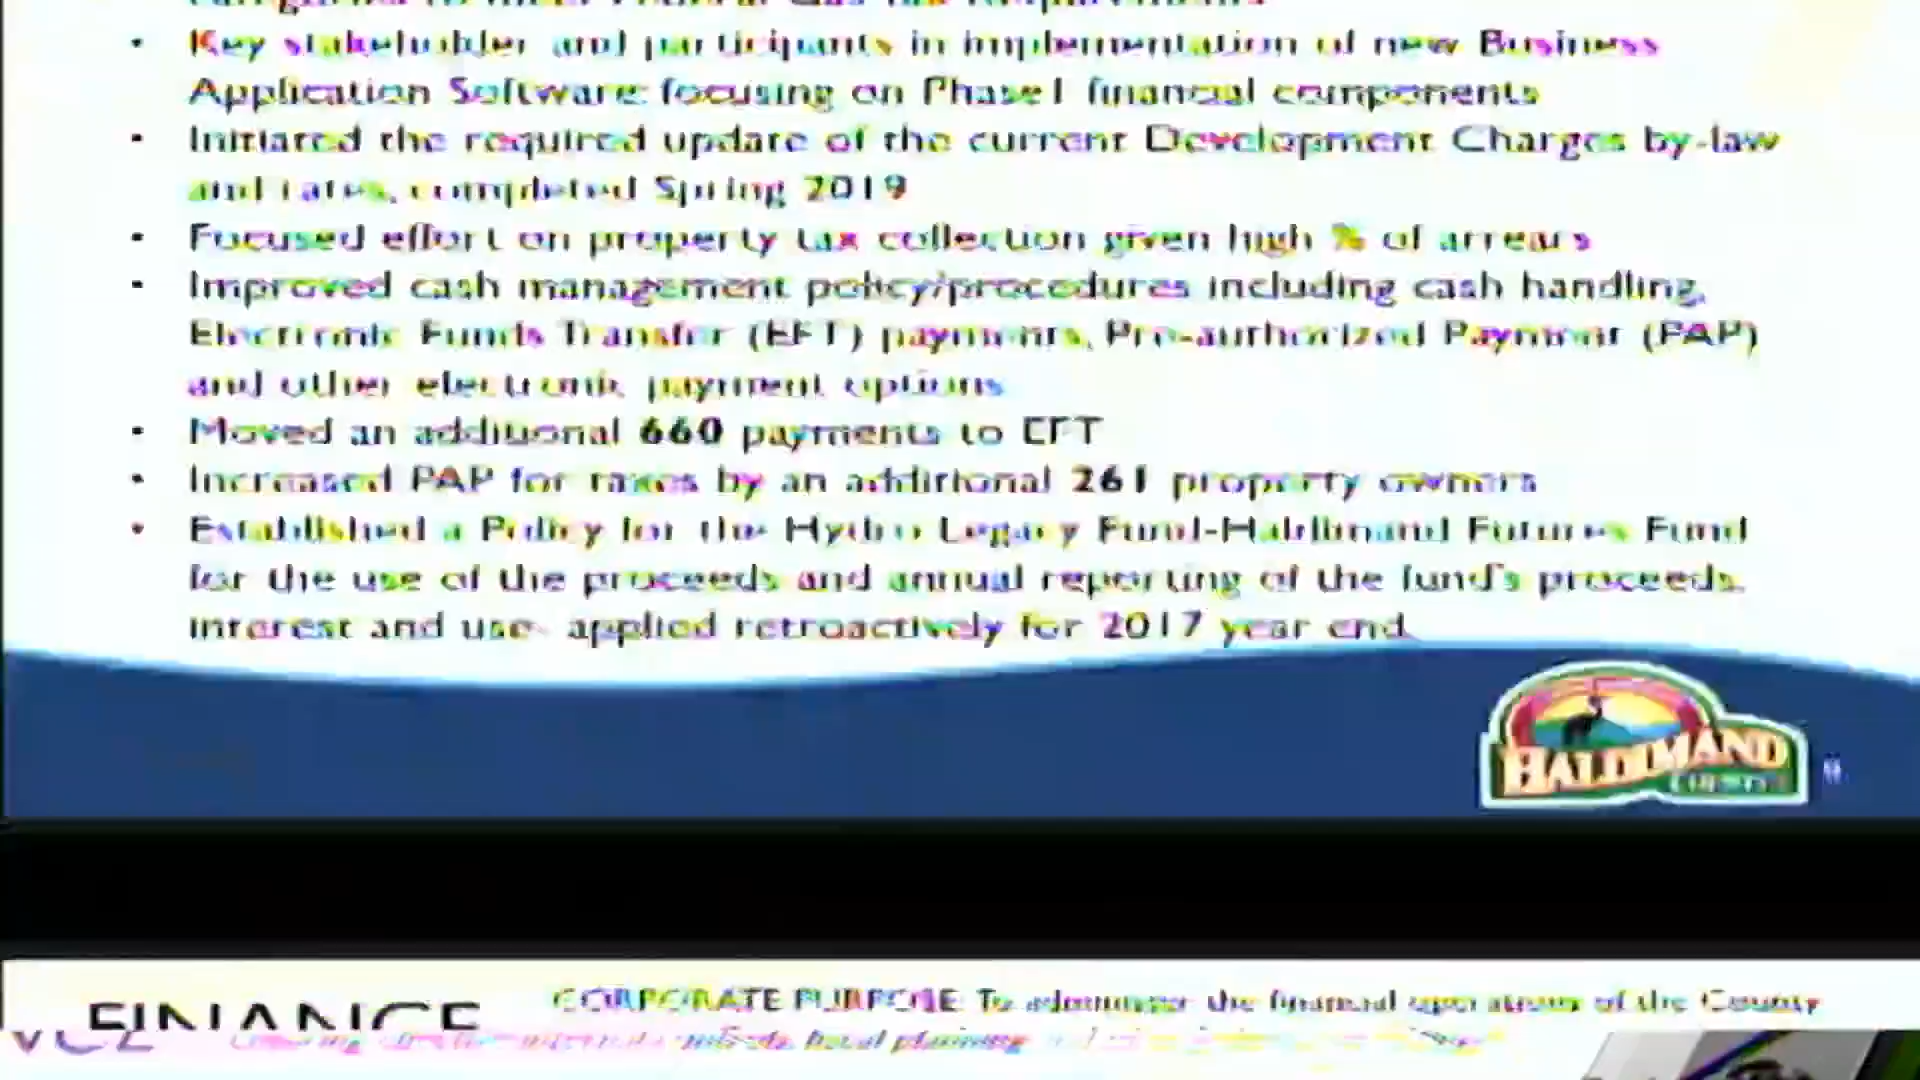 • Key stakeholder and participants in implementation of new Business
Application Software: focusing on Phase1 financial components
• Initiated the required update of the current Development Charges by-law
and rates, completed Spring 2019
• Focused effort on property tax collection given high % of arrears
• Improved cash management policy/procedures including cash handling,
Electronic Funds Transfer (EFT) payments, Pre-authorized Payment (PAP)
and other electronic payment options
• Moved an additional 660 payments to EFT
• Increased PAP for taxes by an additional 261 property owners
• Established a Policy for the Hydro Legacy Fund-Haldimand Futures Fund
for the use of the proceeds and annual reporting of the fund's proceeds,
interest and use- applied retroactively for 2017 year end.
HALDIMAND
COUNTY
FINANCE
CORPORATE PURPOSE: To administer the financial operations of the County
fiscal planning